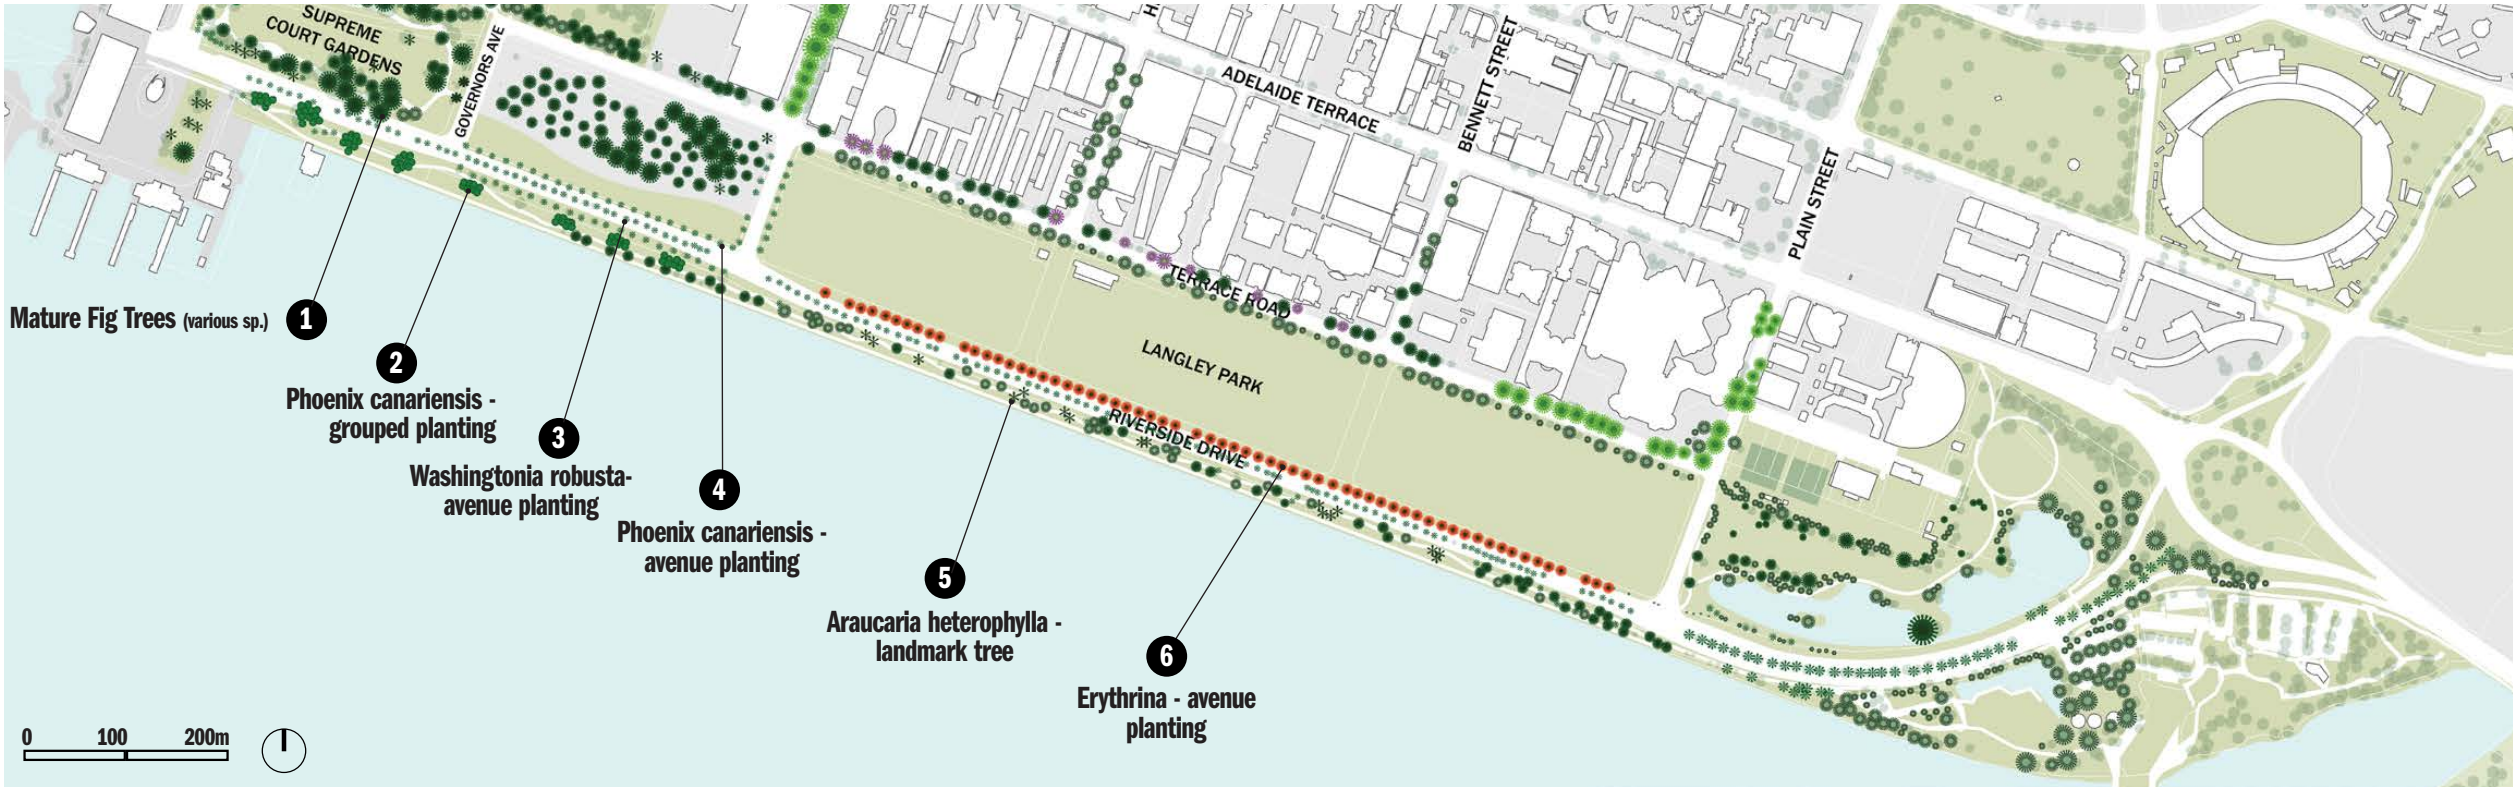 SUPREME
COURT GARDENS
GOVERNORS AVE
ADELAIDE TERRACE
BENNETT STREET
PLAIN STREET
TERRACE ROAD
LANGLEY PARK
RIVERSIDE DRIVE
Mature Fig Trees (various sp.)
1
2
Phoenix canariensis -
grouped planting
3
Washingtonia robusta-
avenue planting
4
Phoenix canariensis -
avenue planting
5
Araucaria heterophylla -
landmark tree
6
Erythrina - avenue
planting
0 100 200m